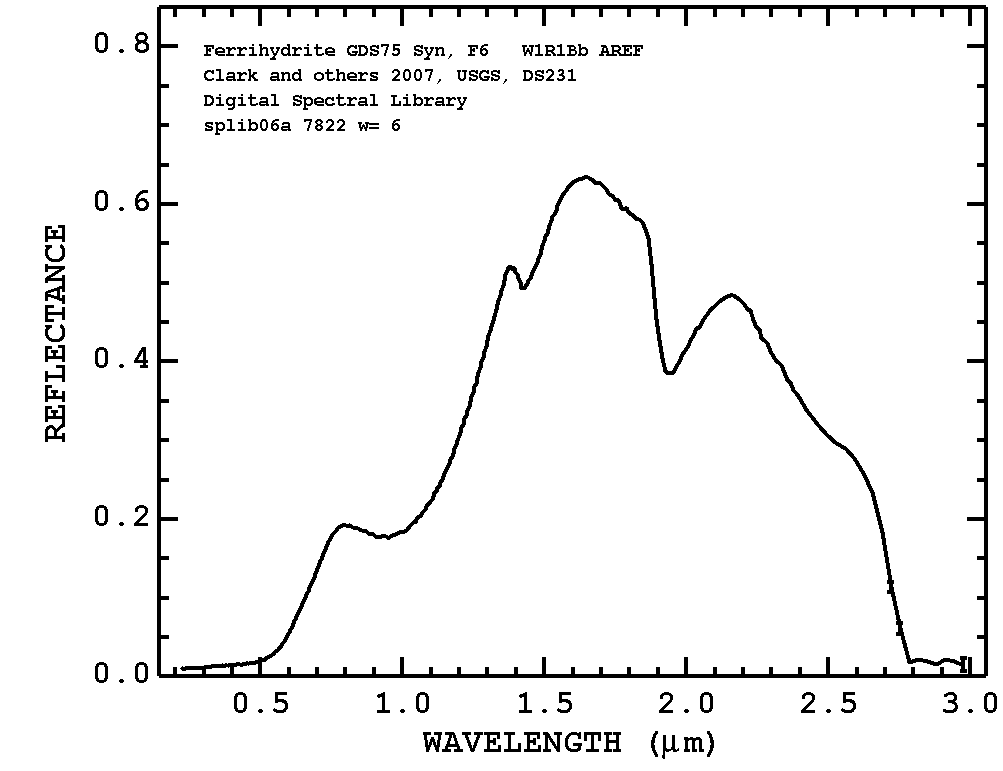 Ferrihydrite GDS75 Syn, F6 W1R1Bb AREF
Clark and others 2007, USGS, DS231
Digital Spectral Library
splib06a 7822 w= 6
0.8
0.6
0.4
0.2
0.0
REFLECTANCE
0.5 1.0 1.5 2.0 2.5 3.0
WAVELENGTH (μm)